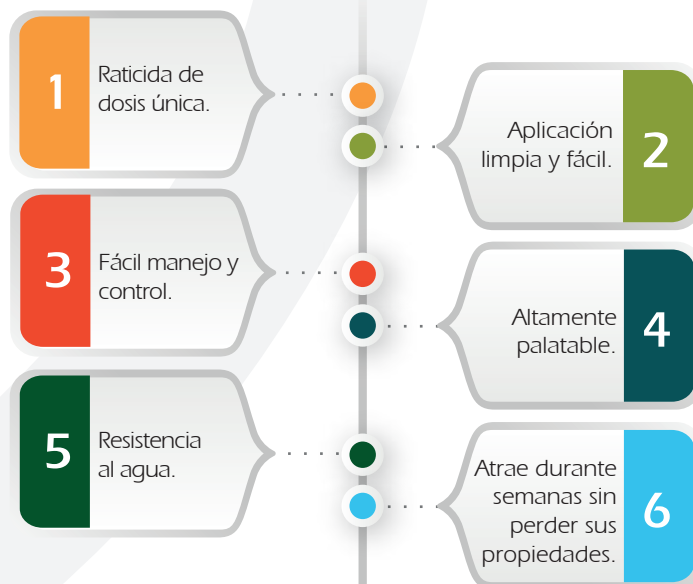 1
Raticida de
dosis única.
2
Aplicación
limpia y fácil.
3
Fácil manejo y
control.
4
Altamente
palatable.
5
Resistencia
al agua.
6
Atrae durante
semanas sin
perder sus
propiedades.